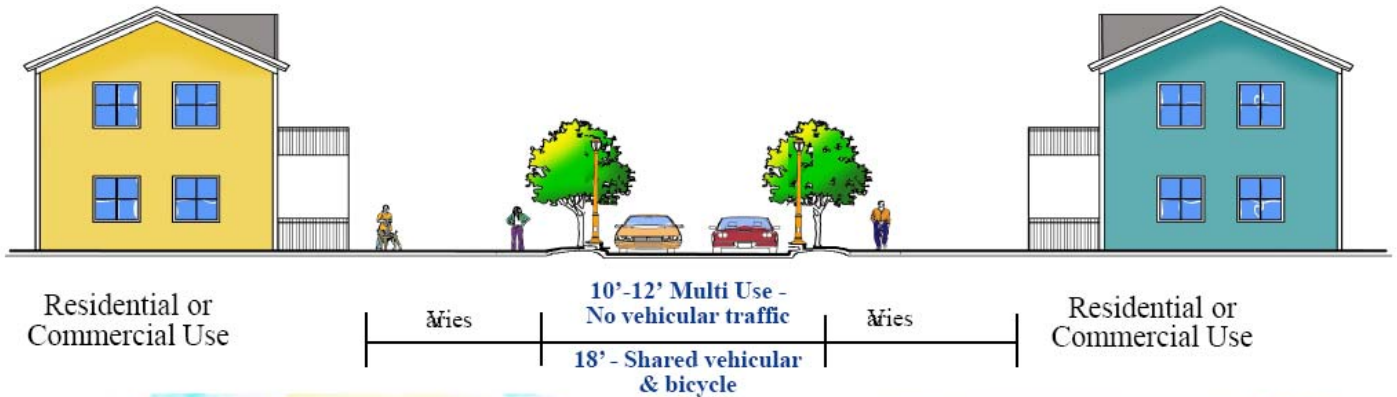 Residential or
Commercial Use
Varies
10'-12' Multi Use -
No vehicular traffic
18' - Shared vehicular
& bicycle
Varies
Residential or
Commercial Use